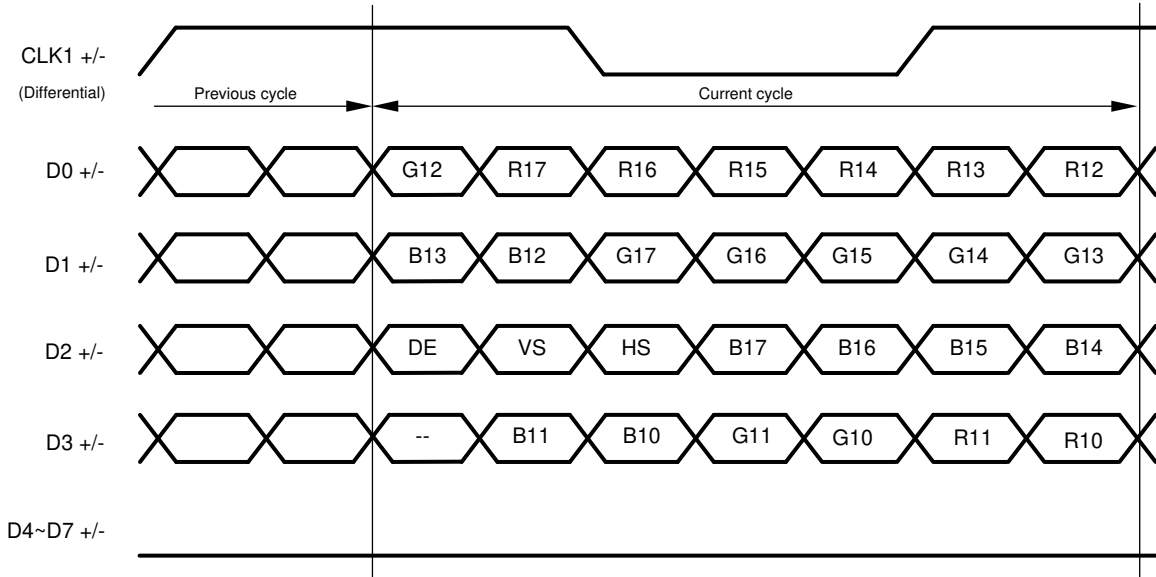 CLK1 +/-
(Differential)
Previous cycle
Current cycle
D0 +/-
G12 R17 R16 R15 R14 R13 R12
D1 +/-
B13 B12 G17 G16 G15 G14 G13
D2 +/-
DE VS HS B17 B16 B15 B14
D3 +/-
-- B11 B10 G11 G10 R11 R10
D4~D7 +/-